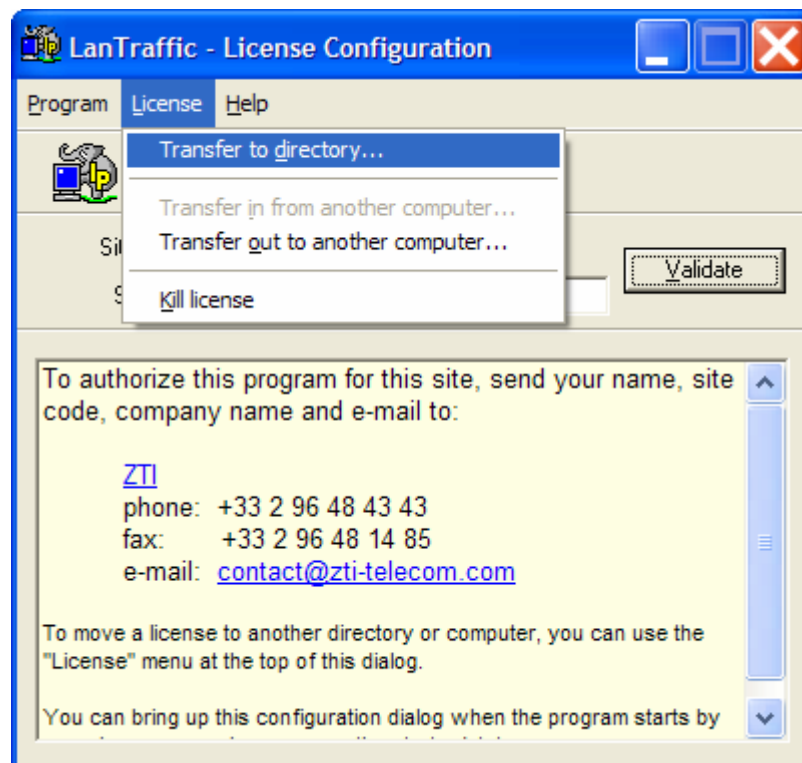 LanTraffic - License Configuration
Program License Help
Transfer to directory...
Transfer in from another computer...
Transfer out to another computer...
Kill license
Validate
To authorize this program for this site, send your name, site
code, company name and e-mail to:
ZTI
phone: +33 2 96 48 43 43
fax: +33 2 96 48 14 85
e-mail: contact@zti-telecom.com
To move a license to another directory or computer, you can use the
"License" menu at the top of this dialog.
You can bring up this configuration dialog when the program starts by